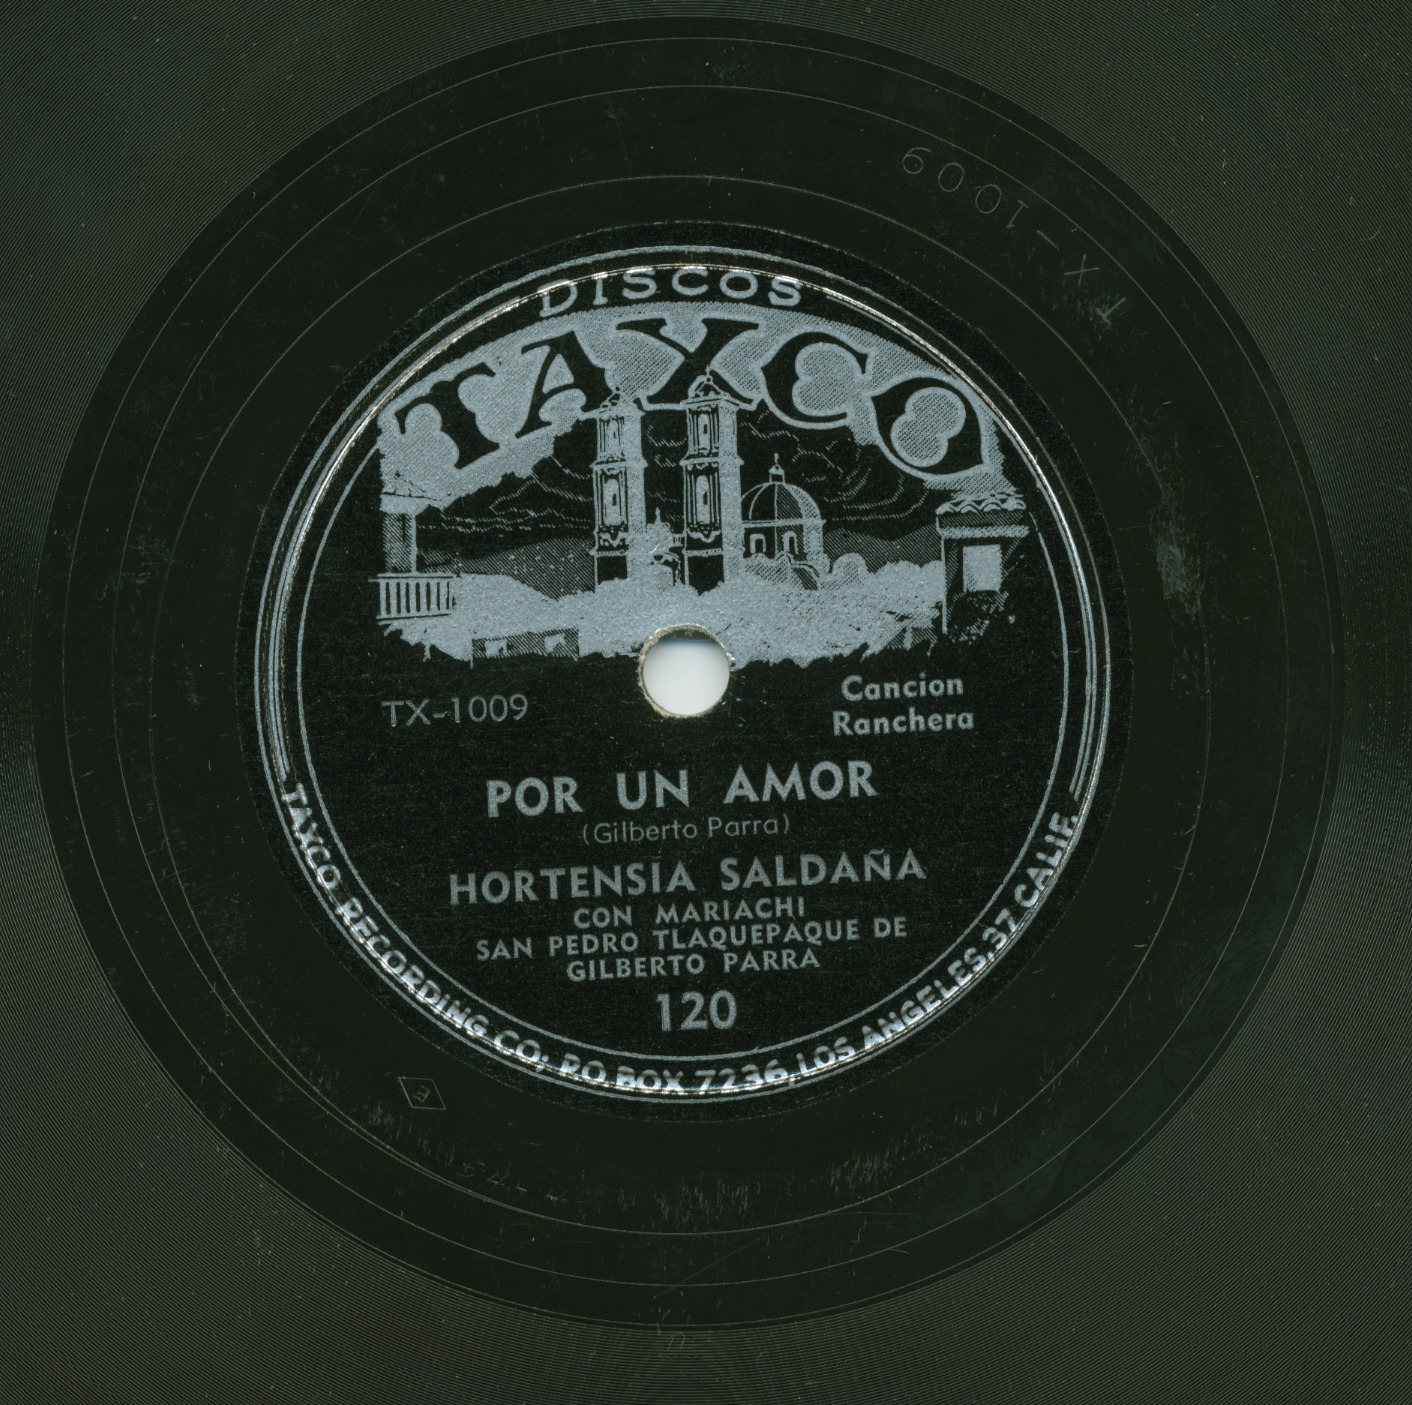 DISCOS
TAXCO
TX-1009
Cancion
Ranchera
POR UN AMOR
(Gilberto Parra)
HORTENSIA SALDAÑA
CON MARIACHI
SAN PEDRO TLAQUEPAQUE DE
GILBERTO PARRA
120
TAXCO RECORDING CO; P.O. BOX 7236, LOS ANGELES, 37 CALIF.
TX-1009